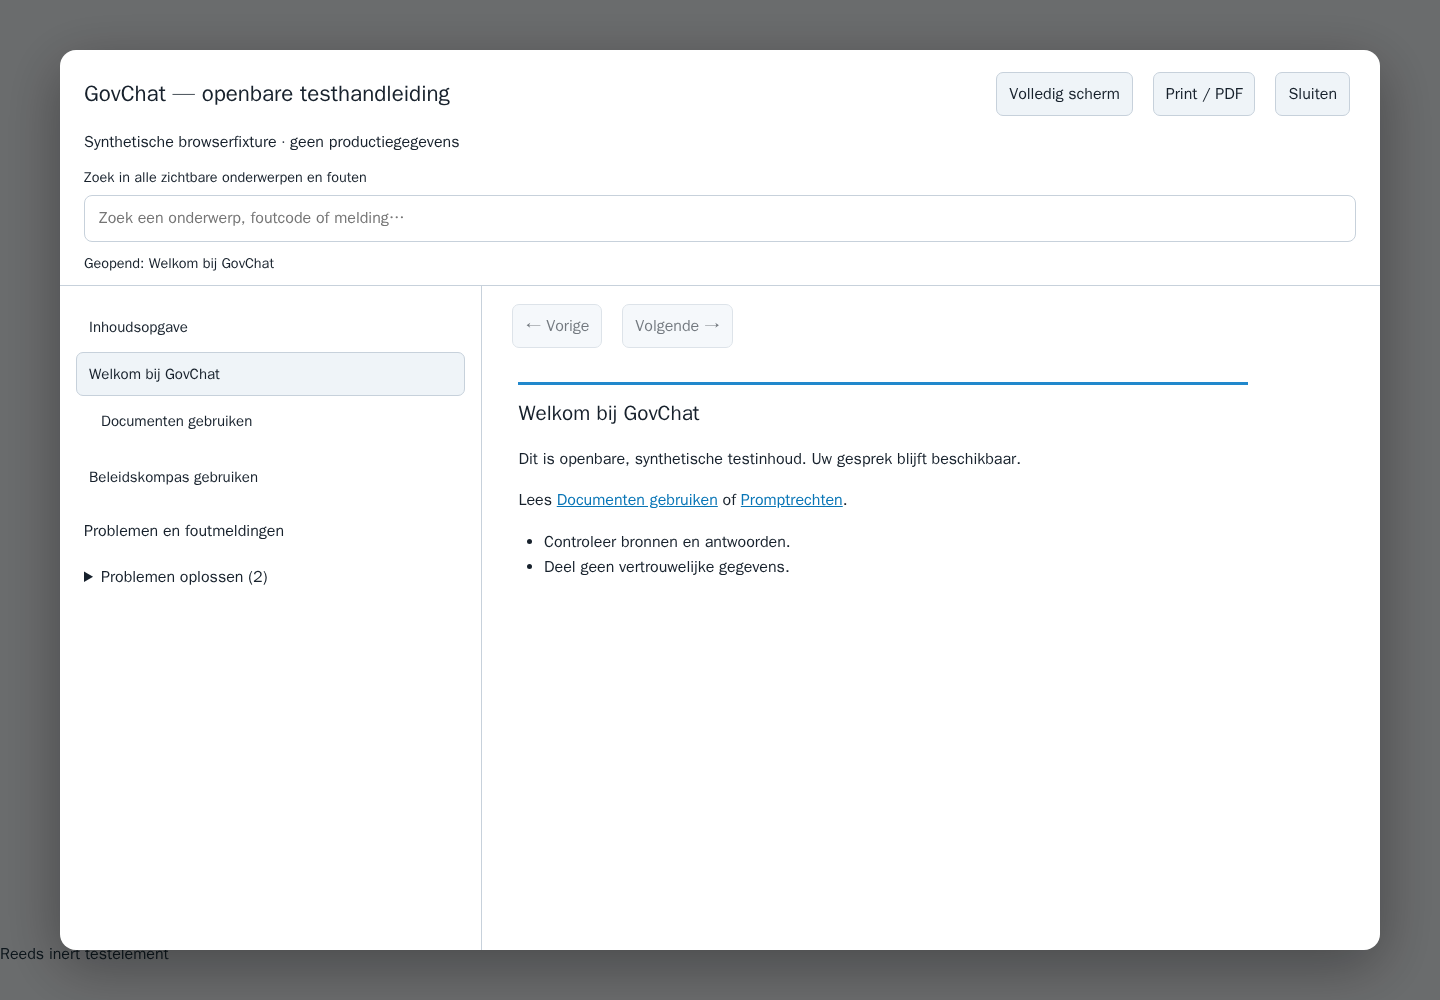 GovChat — openbare testhandleiding
Volledig scherm
Print / PDF
Sluiten
Synthetische browserfixture · geen productiegegevens
Zoek in alle zichtbare onderwerpen en fouten
Zoek een onderwerp, foutcode of melding…
Geopend: Welkom bij GovChat
Inhoudsopgave
Welkom bij GovChat
Documenten gebruiken
Beleidskompas gebruiken
Problemen en foutmeldingen
▶ Problemen oplossen (2)
← Vorige
Volgende →
Welkom bij GovChat
Dit is openbare, synthetische testinhoud. Uw gesprek blijft beschikbaar.
Lees Documenten gebruiken of Promptrechten.
• Controleer bronnen en antwoorden.
• Deel geen vertrouwelijke gegevens.
Reeds inert testelement